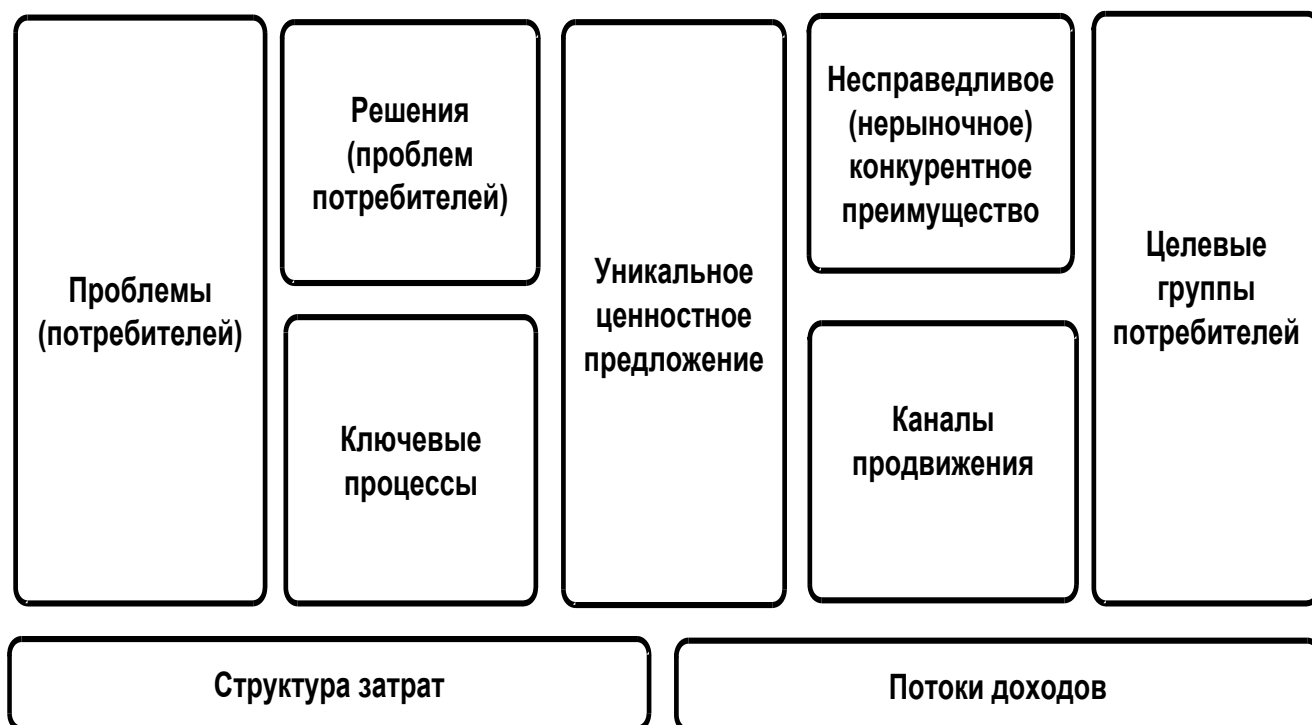 Проблемы
(потребителей)
Решения
(проблем
потребителей)
Ключевые
процессы
Уникальное
ценностное
предложение
Несправедливое
(нерыночное)
конкурентное
преимущество
Каналы
продвижения
Целевые
группы
потребителей
Структура затрат
Потоки доходов